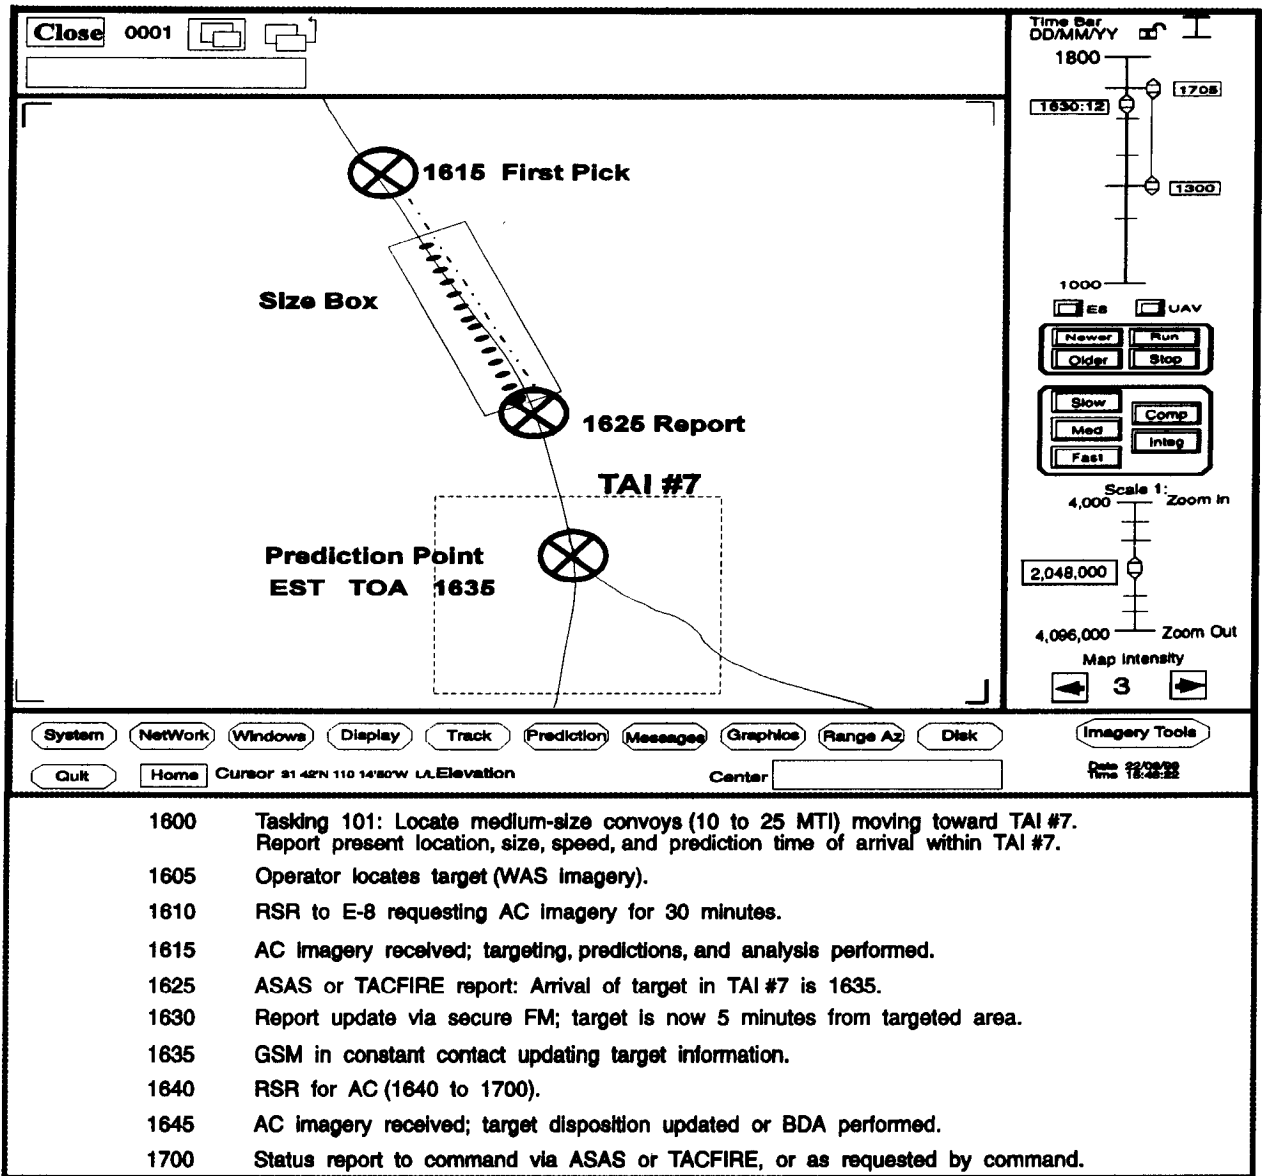 Close 0001
Time Bar
DD/MM/YY
1800
1705
1630:12
1300
1000
E8 UAV
Newer Run
Older Stop
Slow
Comp
Med
Integ
Fast
Scale 1:
4,000 Zoom In
2,048,000
4,096,000 Zoom Out
Map Intensity
3
1615 First Pick
Size Box
1625 Report
TAI #7
Prediction Point
EST TOA 1635
System NetWork Windows Display Track Prediction Messages Graphics Range Az Disk Imagery Tools
Quit Home Cursor 31 42'N 110 14'50'W L/L Elevation Center
Date
Time
1600 Tasking 101: Locate medium-size convoys (10 to 25 MTI) moving toward TAI #7.
Report present location, size, speed, and prediction time of arrival within TAI #7.
1605 Operator locates target (WAS imagery).
1610 RSR to E-8 requesting AC imagery for 30 minutes.
1615 AC imagery received; targeting, predictions, and analysis performed.
1625 ASAS or TACFIRE report: Arrival of target in TAI #7 is 1635.
1630 Report update via secure FM; target is now 5 minutes from targeted area.
1635 GSM in constant contact updating target information.
1640 RSR for AC (1640 to 1700).
1645 AC imagery received; target disposition updated or BDA performed.
1700 Status report to command via ASAS or TACFIRE, or as requested by command.